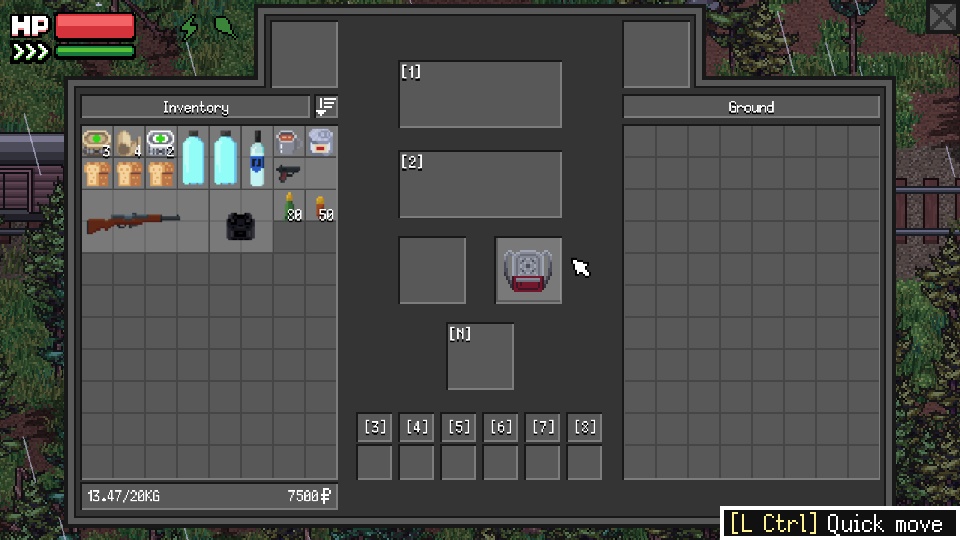 HP
[1]
Inventory
Ground
3
4
2
[2]
80
50
[N]
[3]
[4]
[5]
[6]
[7]
[8]
13.47/20KG
7500₽
[L Ctrl] Quick move